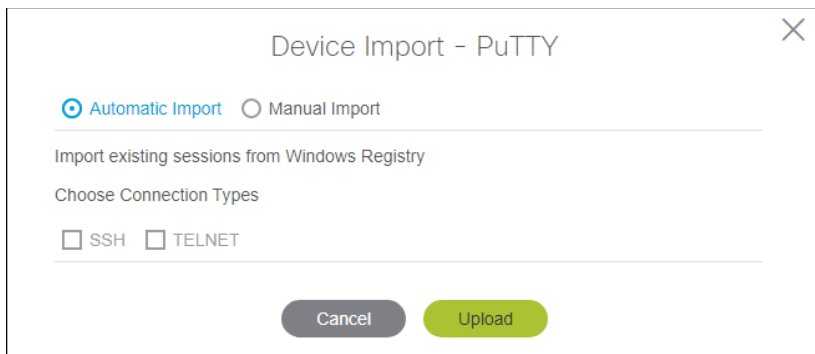 Device Import - PuTTY
Automatic Import Manual Import
Import existing sessions from Windows Registry
Choose Connection Types
SSH TELNET
Cancel Upload